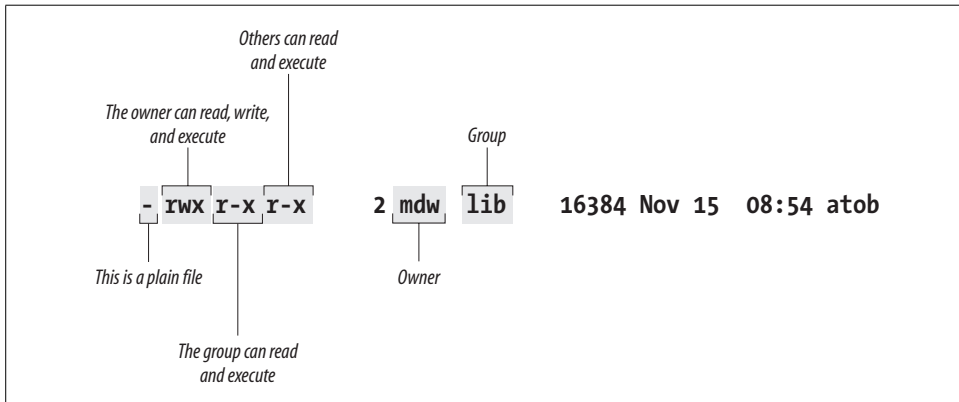 Others can read
and execute
The owner can read, write,
and execute
Group
- rwx r-x r-x 2 mdw lib 16384 Nov 15 08:54 atob
This is a plain file
Owner
The group can read
and execute